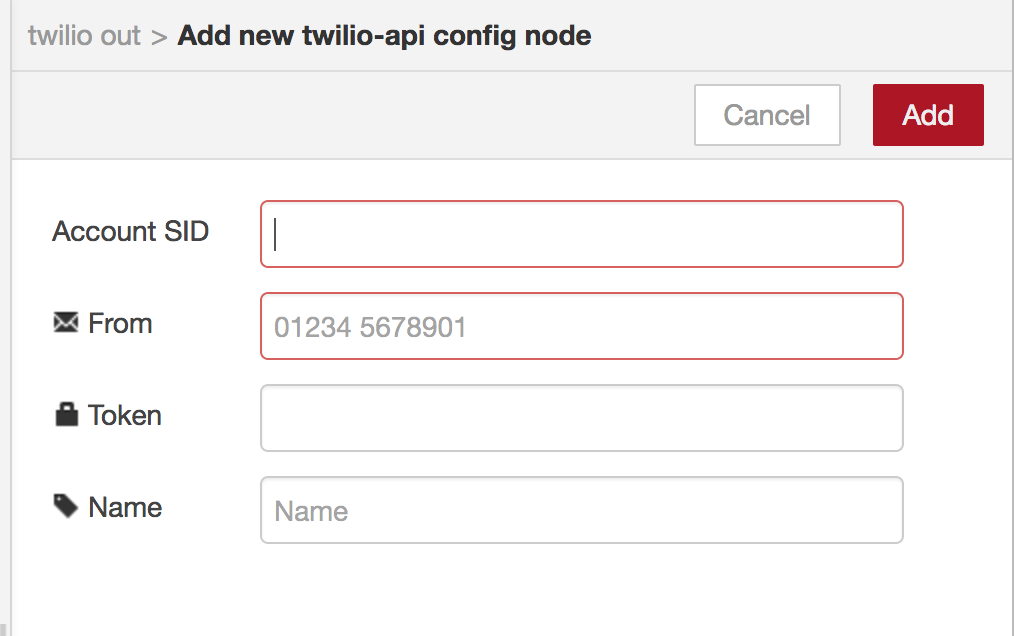 twilio out > Add new twilio-api config node
Cancel Add
Account SID
From 01234 5678901
Token
Name Name